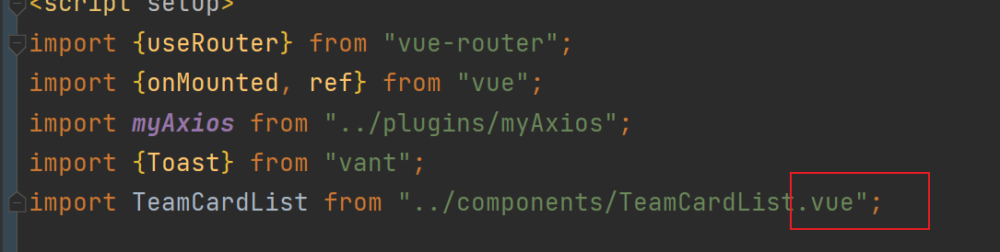 <script setup>
import {useRouter} from "vue-router";
import {onMounted, ref} from "vue";
import myAxios from "../plugins/myAxios";
import {Toast} from "vant";
import TeamCardList from "../components/TeamCardList.vue";